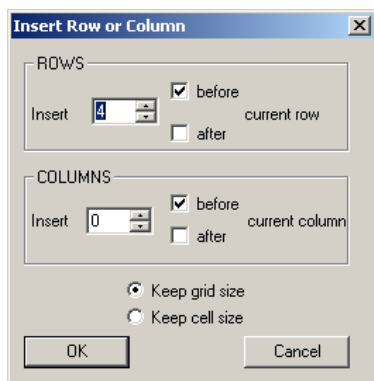 Insert Row or Column
ROWS
before
Insert 4 current row
after
COLUMNS
before
Insert 0 current column
after
Keep grid size
Keep cell size
OK Cancel